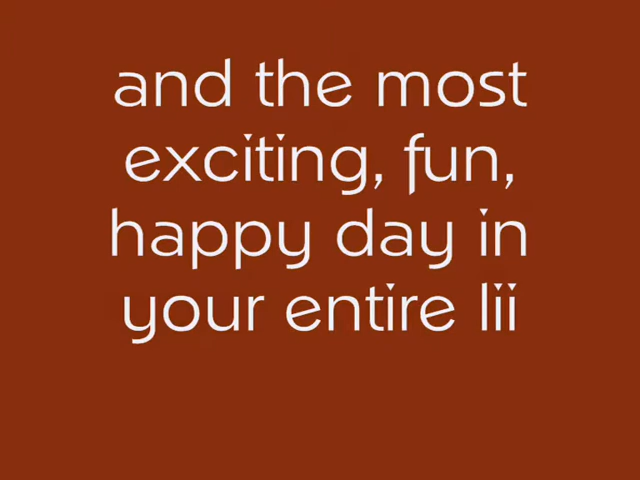 and the most
exciting, fun,
happy day in
your entire lii